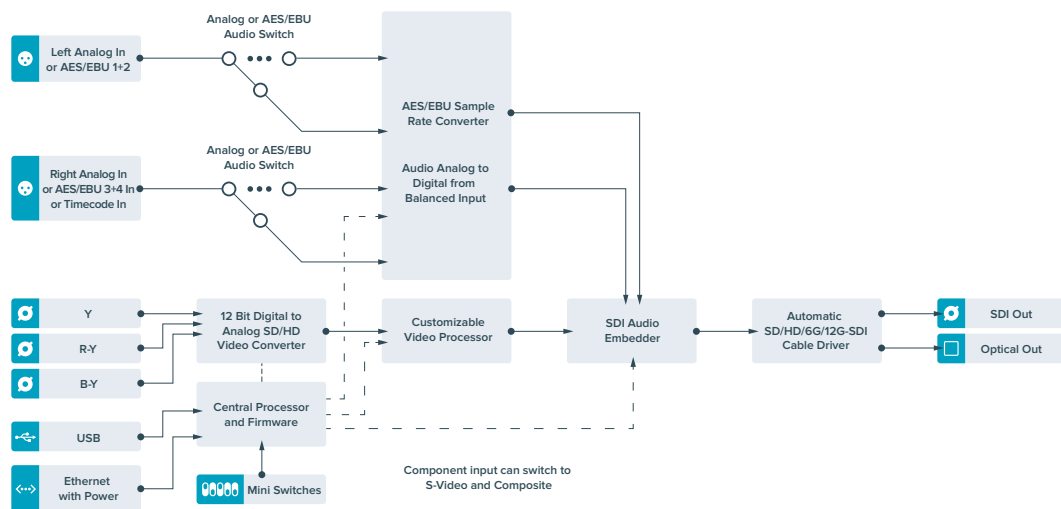 Analog or AES/EBU
Audio Switch
Left Analog In
or AES/EBU 1+2
AES/EBU Sample
Rate Converter
Analog or AES/EBU
Audio Switch
Right Analog In
or AES/EBU 3+4 In
or Timecode In
Audio Analog to
Digital from
Balanced Input
Y
R-Y
B-Y
12 Bit Digital to
Analog SD/HD
Video Converter
Customizable
Video Processor
SDI Audio
Embedder
Automatic
SD/HD/6G/12G-SDI
Cable Driver
SDI Out
Optical Out
Central Processor
and Firmware
USB
Ethernet
with Power
Mini Switches
Component input can switch to
S-Video and Composite